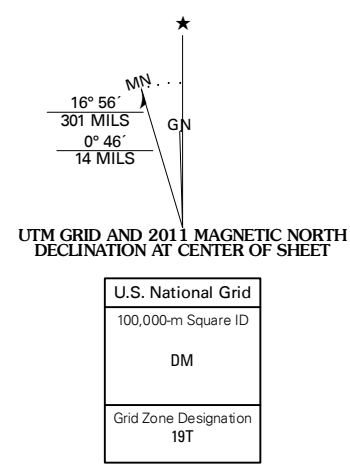 ★
MN
16° 56´
301 MILS
GN
0° 46´
14 MILS
UTM GRID AND 2011 MAGNETIC NORTH
DECLINATION AT CENTER OF SHEET
U.S. National Grid
100,000-m Square ID
DM
Grid Zone Designation
19T